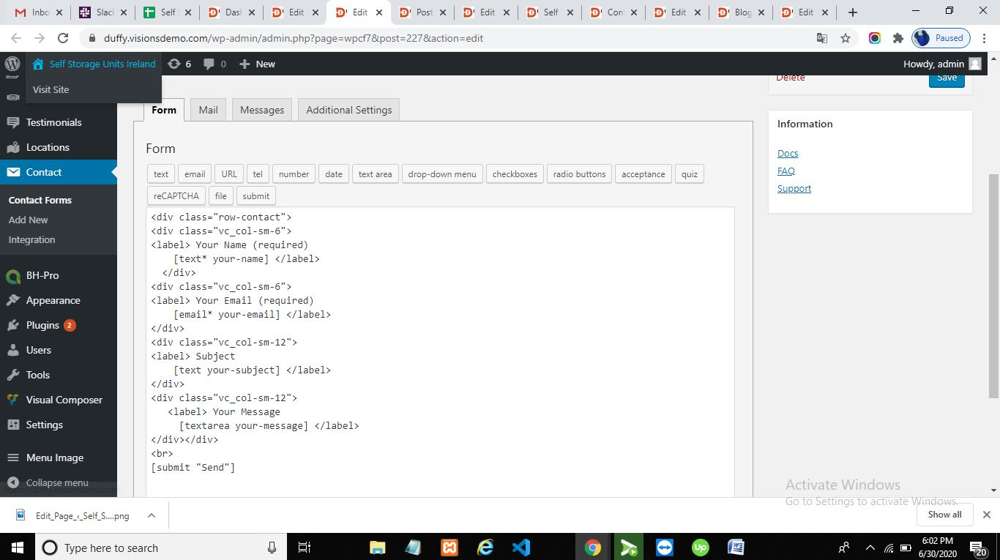 Inbo
Slack
Self
Das
Edit
Edit
Post
Edit
Self
Con
Edit
Blog
Edit
duffy.visionsdemo.com/wp-admin/admin.php?page=wpcf7&post=227&action=edit
Paused
Self Storage Units Ireland
6
0
New
Howdy, admin
Visit Site
Delete
Save
Form
Mail
Messages
Additional Settings
Information
Docs
FAQ
Support
Testimonials
Locations
Contact
Contact Forms
Add New
Integration
BH-Pro
Appearance
Plugins 2
Users
Tools
Visual Composer
Settings
Menu Image
Collapse menu
Form
text
email
URL
tel
number
date
text area
drop-down menu
checkboxes
radio buttons
acceptance
quiz
reCAPTCHA
file
submit
<div class="row-contact">
<div class="vc_col-sm-6">
<label> Your Name (required)
[text* your-name] </label>
</div>
<div class="vc_col-sm-6">
<label> Your Email (required)
[email* your-email] </label>
</div>
<div class="vc_col-sm-12">
<label> Subject
[text your-subject] </label>
</div>
<div class="vc_col-sm-12">
<label> Your Message
[textarea your-message] </label>
</div></div>
<br>
[submit "Send"]
Activate Windows
Go to Settings to activate Windows.
Edit_Page_‹_Self_S....png
Show all
Type here to search
up
6:02 PM
6/30/2020
20